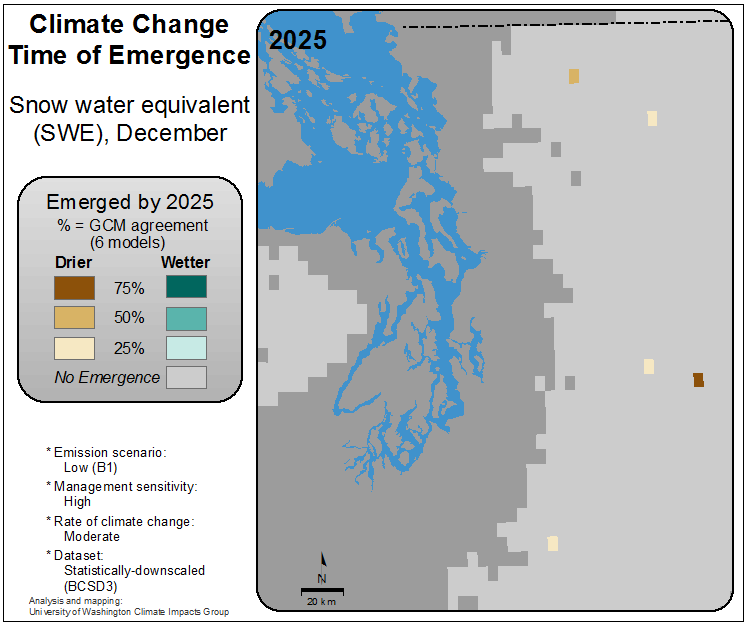 Climate Change
Time of Emergence
Snow water equivalent
(SWE), December
Emerged by 2025
% = GCM agreement
(6 models)
Drier
Wetter
75%
50%
25%
No Emergence
* Emission scenario:
Low (B1)
* Management sensitivity:
High
* Rate of climate change:
Moderate
* Dataset:
Statistically-downscaled
(BCSD3)
Analysis and mapping:
University of Washington Climate Impacts Group
2025
N
20 km